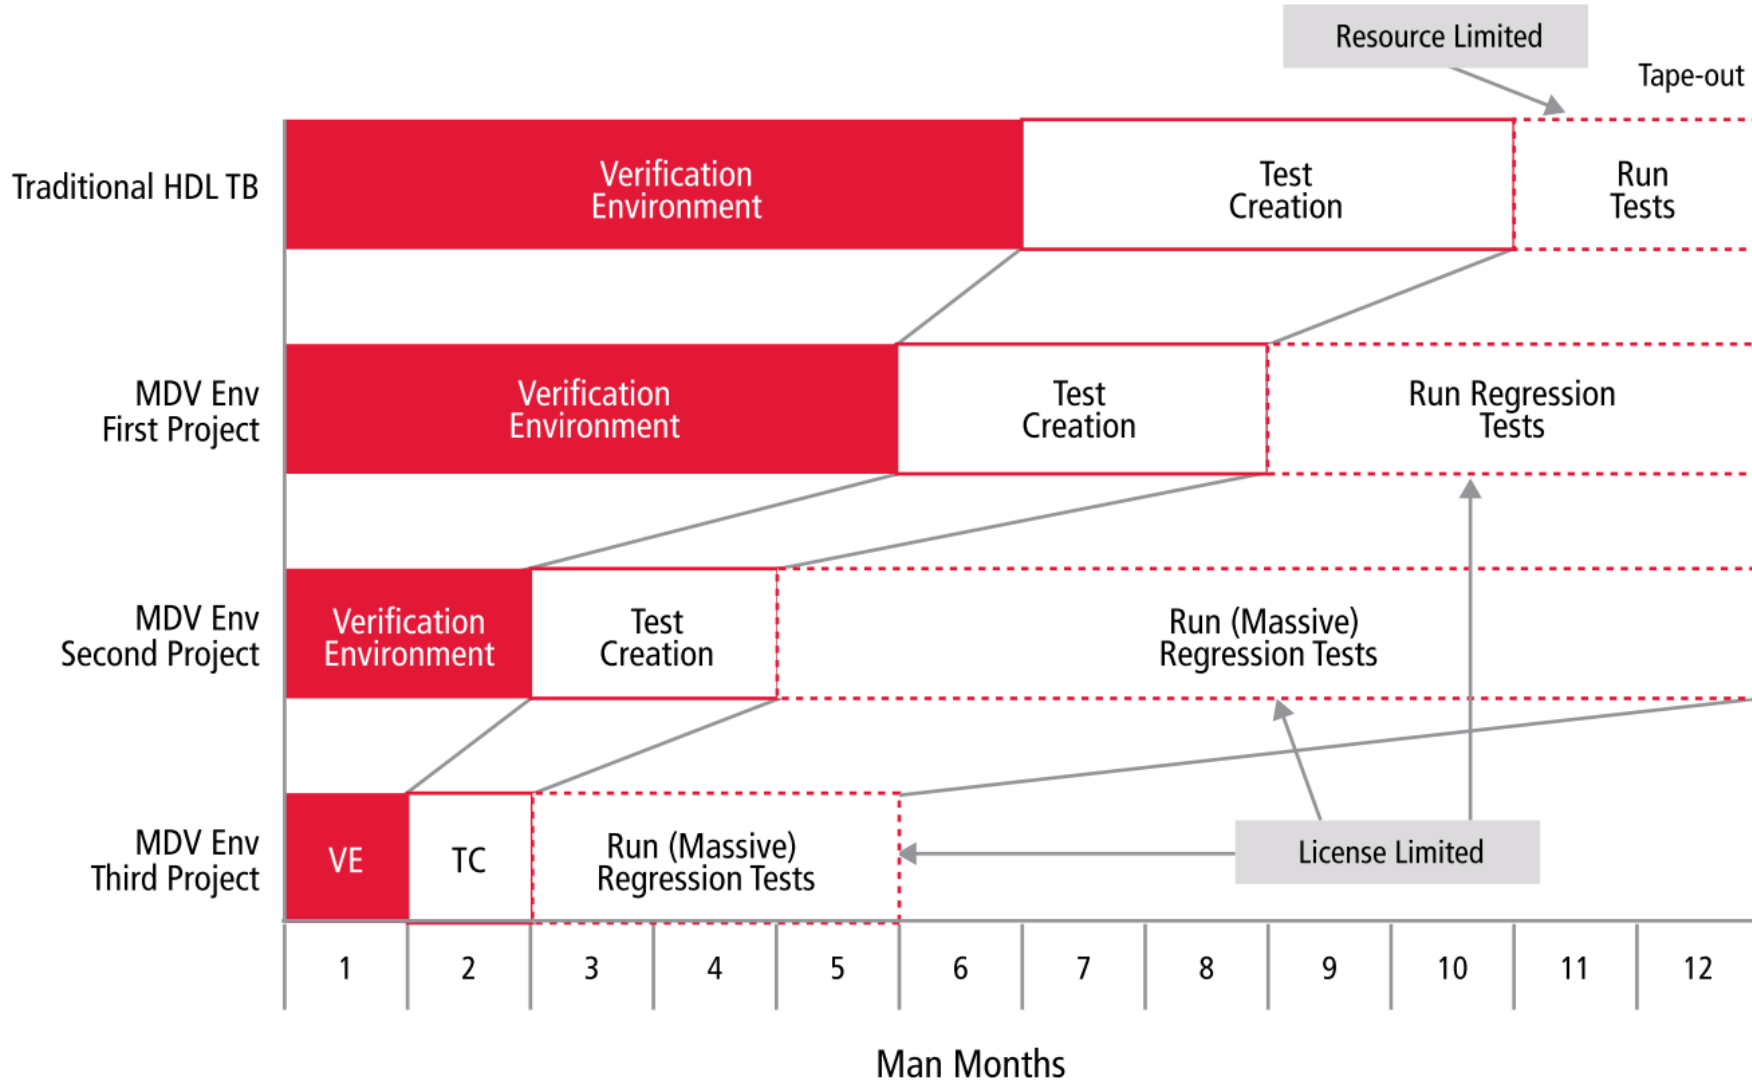 Resource Limited
Tape-out
Traditional HDL TB
Verification
Environment
Test
Creation
Run
Tests
MDV Env
First Project
Verification
Environment
Test
Creation
Run Regression
Tests
MDV Env
Second Project
Verification
Environment
Test
Creation
Run (Massive)
Regression Tests
MDV Env
Third Project
VE
TC
Run (Massive)
Regression Tests
License Limited
1 2 3 4 5 6 7 8 9 10 11 12
Man Months